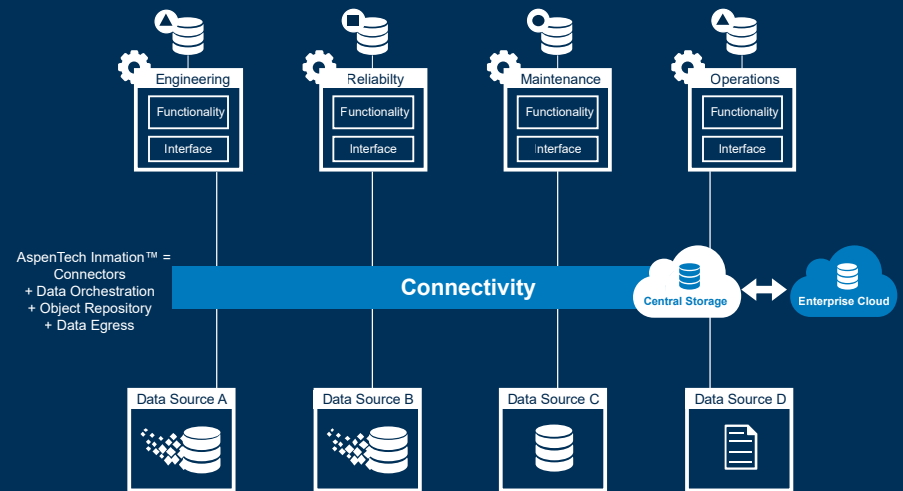 Engineering
Reliabilty
Maintenance
Operations
Functionality
Functionality
Functionality
Functionality
Interface
Interface
Interface
Interface
AspenTech Inmation™ =
Connectors
+ Data Orchestration
+ Object Repository
+ Data Egress
Connectivity
Central Storage
Enterprise Cloud
Data Source A
Data Source B
Data Source C
Data Source D